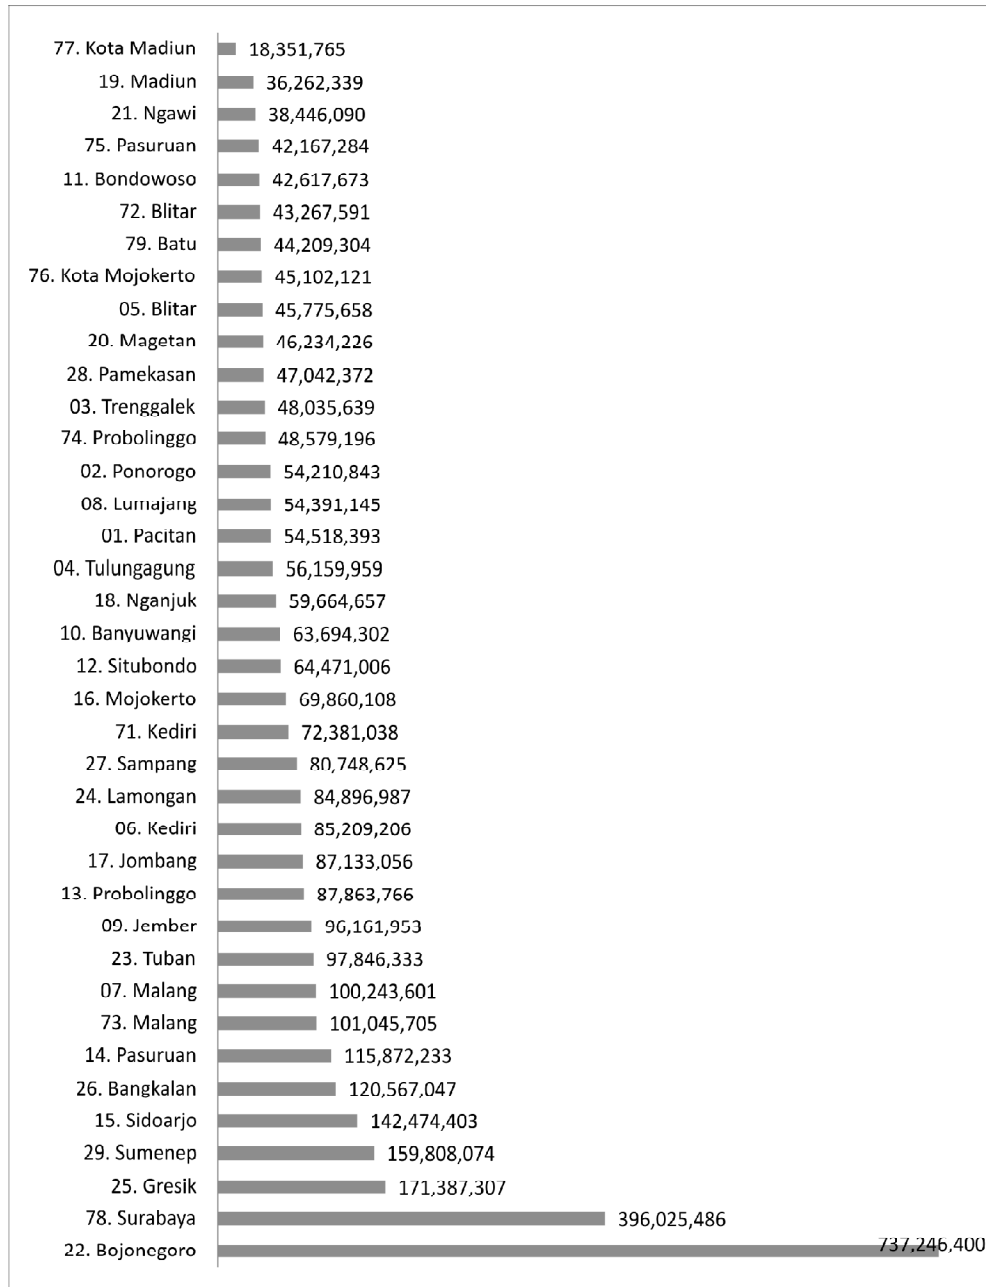 77. Kota Madiun 18,351,765
19. Madiun 36,262,339
21. Ngawi 38,446,090
75. Pasuruan 42,167,284
11. Bondowoso 42,617,673
72. Blitar 43,267,591
79. Batu 44,209,304
76. Kota Mojokerto 45,102,121
05. Blitar 45,775,658
20. Magetan 46,234,226
28. Pamekasan 47,042,372
03. Trenggalek 48,035,639
74. Probolinggo 48,579,196
02. Ponorogo 54,210,843
08. Lumajang 54,391,145
01. Pacitan 54,518,393
04. Tulungagung 56,159,959
18. Nganjuk 59,664,657
10. Banyuwangi 63,694,302
12. Situbondo 64,471,006
16. Mojokerto 69,860,108
71. Kediri 72,381,038
27. Sampang 80,748,625
24. Lamongan 84,896,987
06. Kediri 85,209,206
17. Jombang 87,133,056
13. Probolinggo 87,863,766
09. Jember 96,161,953
23. Tuban 97,846,333
07. Malang 100,243,601
73. Malang 101,045,705
14. Pasuruan 115,872,233
26. Bangkalan 120,567,047
15. Sidoarjo 142,474,403
29. Sumenep 159,808,074
25. Gresik 171,387,307
78. Surabaya 396,025,486
22. Bojonegoro 737,246,400